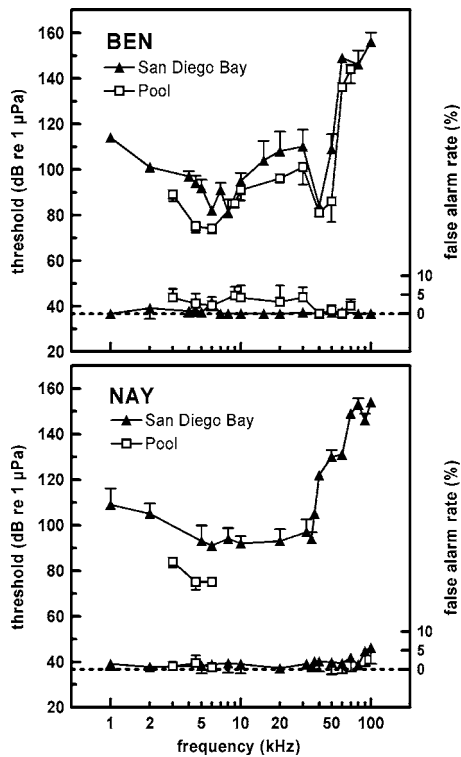 BEN
San Diego Bay
Pool
threshold (dB re 1 µPa)
160
140
120
100
80
60
40
20
false alarm rate (%)
10
5
0
NAY
San Diego Bay
Pool
threshold (dB re 1 µPa)
160
140
120
100
80
60
40
20
false alarm rate (%)
10
5
0
1 2 5 10 20 50 100
frequency (kHz)